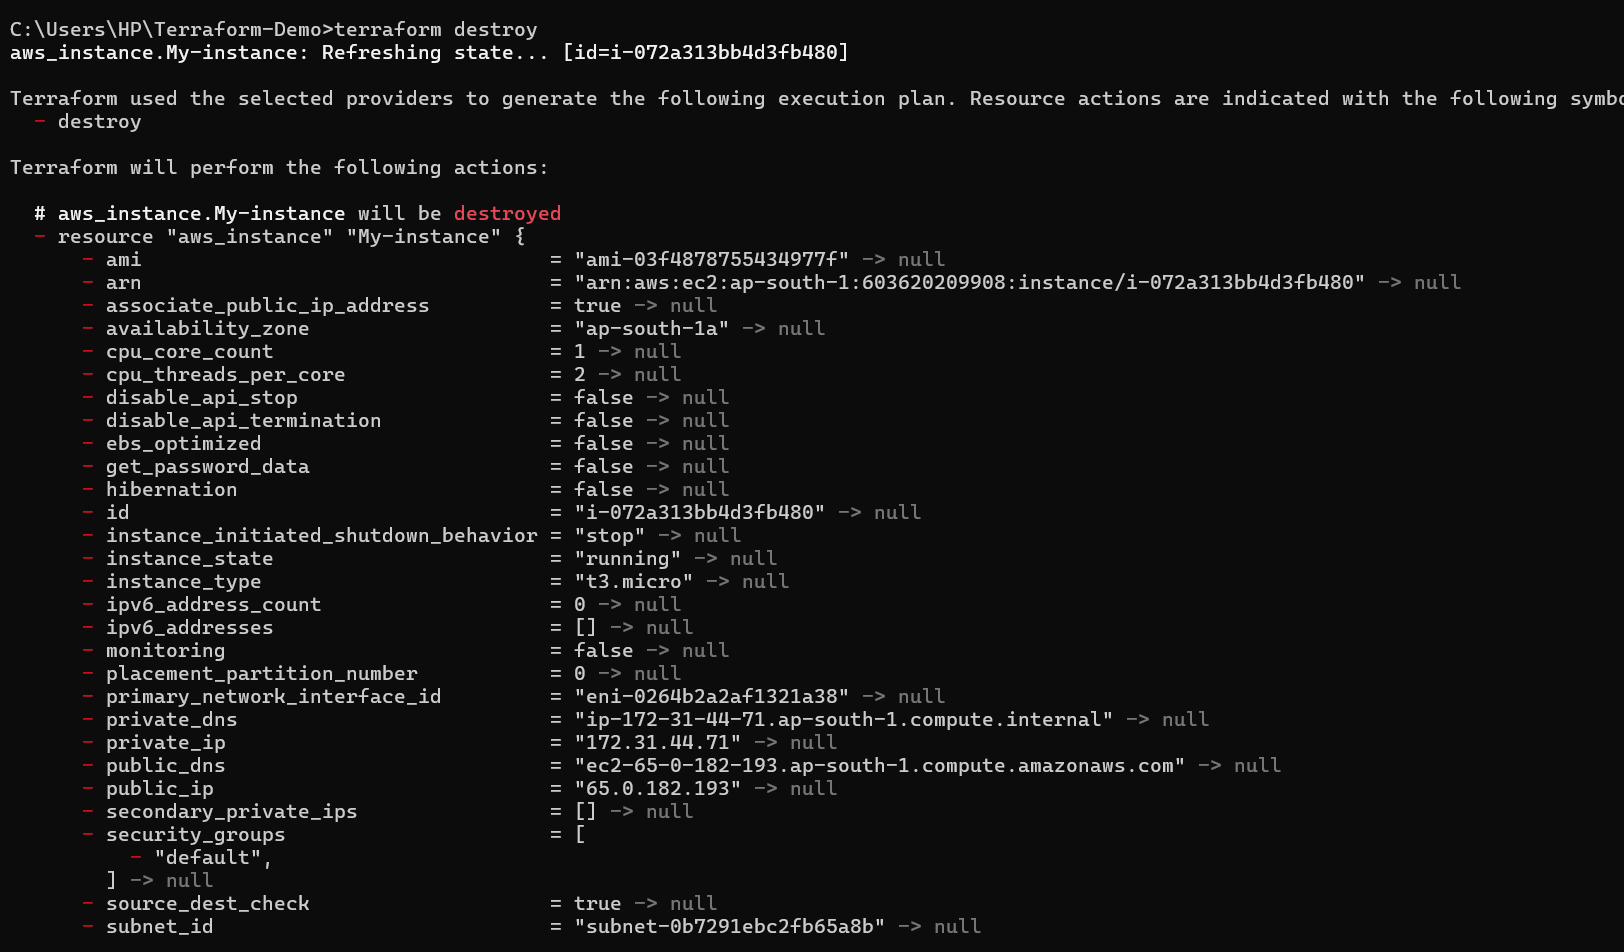 C:\Users\HP\Terraform-Demo>terraform destroy
aws_instance.My-instance: Refreshing state... [id=i-072a313bb4d3fb480]
Terraform used the selected providers to generate the following execution plan. Resource actions are indicated with the following
- destroy
Terraform will perform the following actions:
# aws_instance.My-instance will be destroyed
- resource "aws_instance" "My-instance" {
- ami = "ami-03f4878755434977f" -> null
- arn = "arn:aws:ec2:ap-south-1:603620209908:instance/i-072a313bb4d3fb480" -> null
- associate_public_ip_address = true -> null
- availability_zone = "ap-south-1a" -> null
- cpu_core_count = 1 -> null
- cpu_threads_per_core = 2 -> null
- disable_api_stop = false -> null
- disable_api_termination = false -> null
- ebs_optimized = false -> null
- get_password_data = false -> null
- hibernation = false -> null
- id = "i-072a313bb4d3fb480" -> null
- instance_initiated_shutdown_behavior = "stop" -> null
- instance_state = "running" -> null
- instance_type = "t3.micro" -> null
- ipv6_address_count = 0 -> null
- ipv6_addresses = [] -> null
- monitoring = false -> null
- placement_partition_number = 0 -> null
- primary_network_interface_id = "eni-0264b2a2af1321a38" -> null
- private_dns = "ip-172-31-44-71.ap-south-1.compute.internal" -> null
- private_ip = "172.31.44.71" -> null
- public_dns = "ec2-65-0-182-193.ap-south-1.compute.amazonaws.com" -> null
- public_ip = "65.0.182.193" -> null
- secondary_private_ips = [] -> null
- security_groups = [
- "default",
] -> null
- source_dest_check = true -> null
- subnet_id = "subnet-0b7291ebc2fb65a8b" -> null